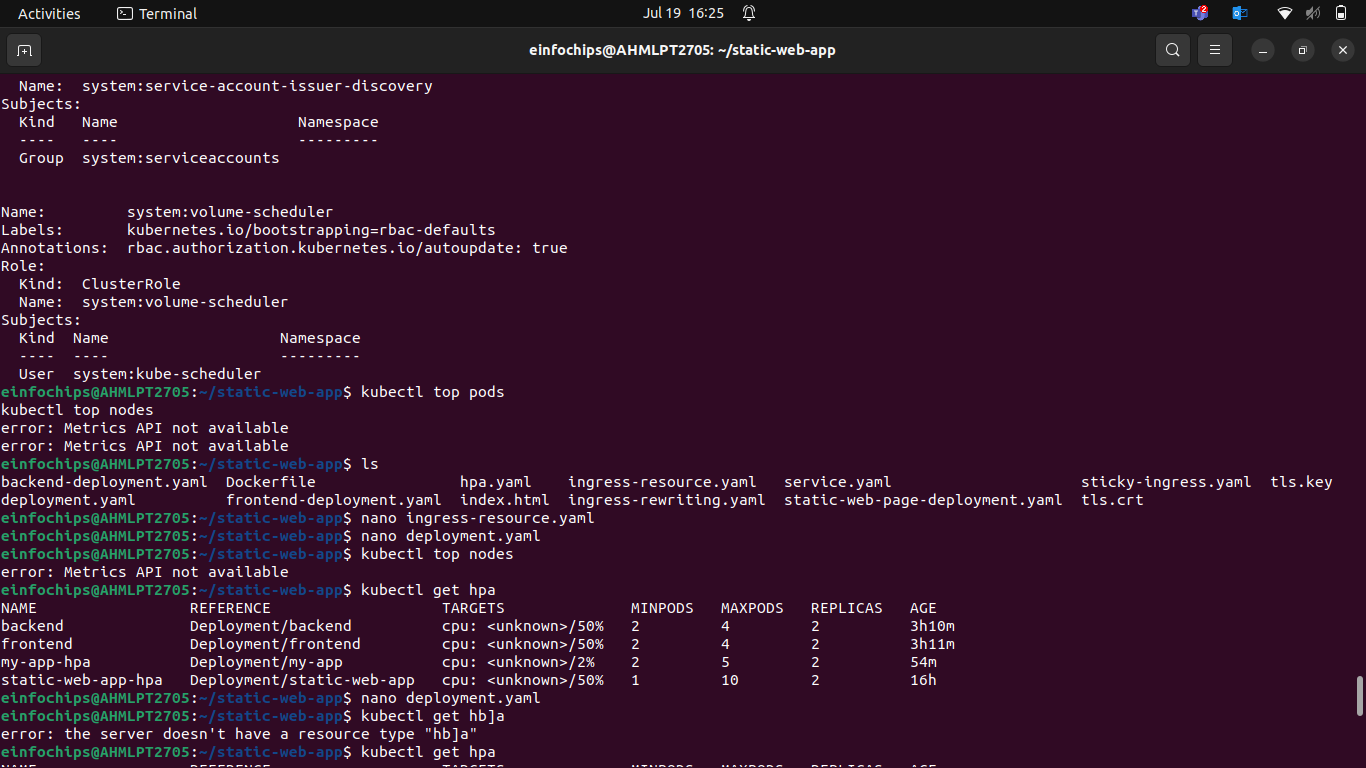 Activities Terminal Jul 19 16:25 2
einfochips@AHMLPT2705: ~/static-web-app
Name: system:service-account-issuer-discovery
Subjects:
Kind Name Namespace
---- ---- ---------
Group system:serviceaccounts
Name: system:volume-scheduler
Labels: kubernetes.io/bootstrapping=rbac-defaults
Annotations: rbac.authorization.kubernetes.io/autoupdate: true
Role:
Kind: ClusterRole
Name: system:volume-scheduler
Subjects:
Kind Name Namespace
---- ---- ---------
User system:kube-scheduler
einfochips@AHMLPT2705:~/static-web-app$ kubectl top pods
kubectl top nodes
error: Metrics API not available
error: Metrics API not available
einfochips@AHMLPT2705:~/static-web-app$ ls
backend-deployment.yaml Dockerfile hpa.yaml ingress-resource.yaml service.yaml sticky-ingress.yaml tls.key
deployment.yaml frontend-deployment.yaml index.html ingress-rewriting.yaml static-web-page-deployment.yaml tls.crt
einfochips@AHMLPT2705:~/static-web-app$ nano ingress-resource.yaml
einfochips@AHMLPT2705:~/static-web-app$ nano deployment.yaml
einfochips@AHMLPT2705:~/static-web-app$ kubectl top nodes
error: Metrics API not available
einfochips@AHMLPT2705:~/static-web-app$ kubectl get hpa
NAME REFERENCE TARGETS MINPODS MAXPODS REPLICAS AGE
backend Deployment/backend cpu: <unknown>/50% 2 4 2 3h10m
frontend Deployment/frontend cpu: <unknown>/50% 2 4 2 3h11m
my-app-hpa Deployment/my-app cpu: <unknown>/2% 2 5 2 54m
static-web-app-hpa Deployment/static-web-app cpu: <unknown>/50% 1 10 2 16h
einfochips@AHMLPT2705:~/static-web-app$ nano deployment.yaml
einfochips@AHMLPT2705:~/static-web-app$ kubectl get hb]a
error: the server doesn't have a resource type "hb]a"
einfochips@AHMLPT2705:~/static-web-app$ kubectl get hpa
NAME REFERENCE TARGETS MINPODS MAXPODS REPLICAS AGE